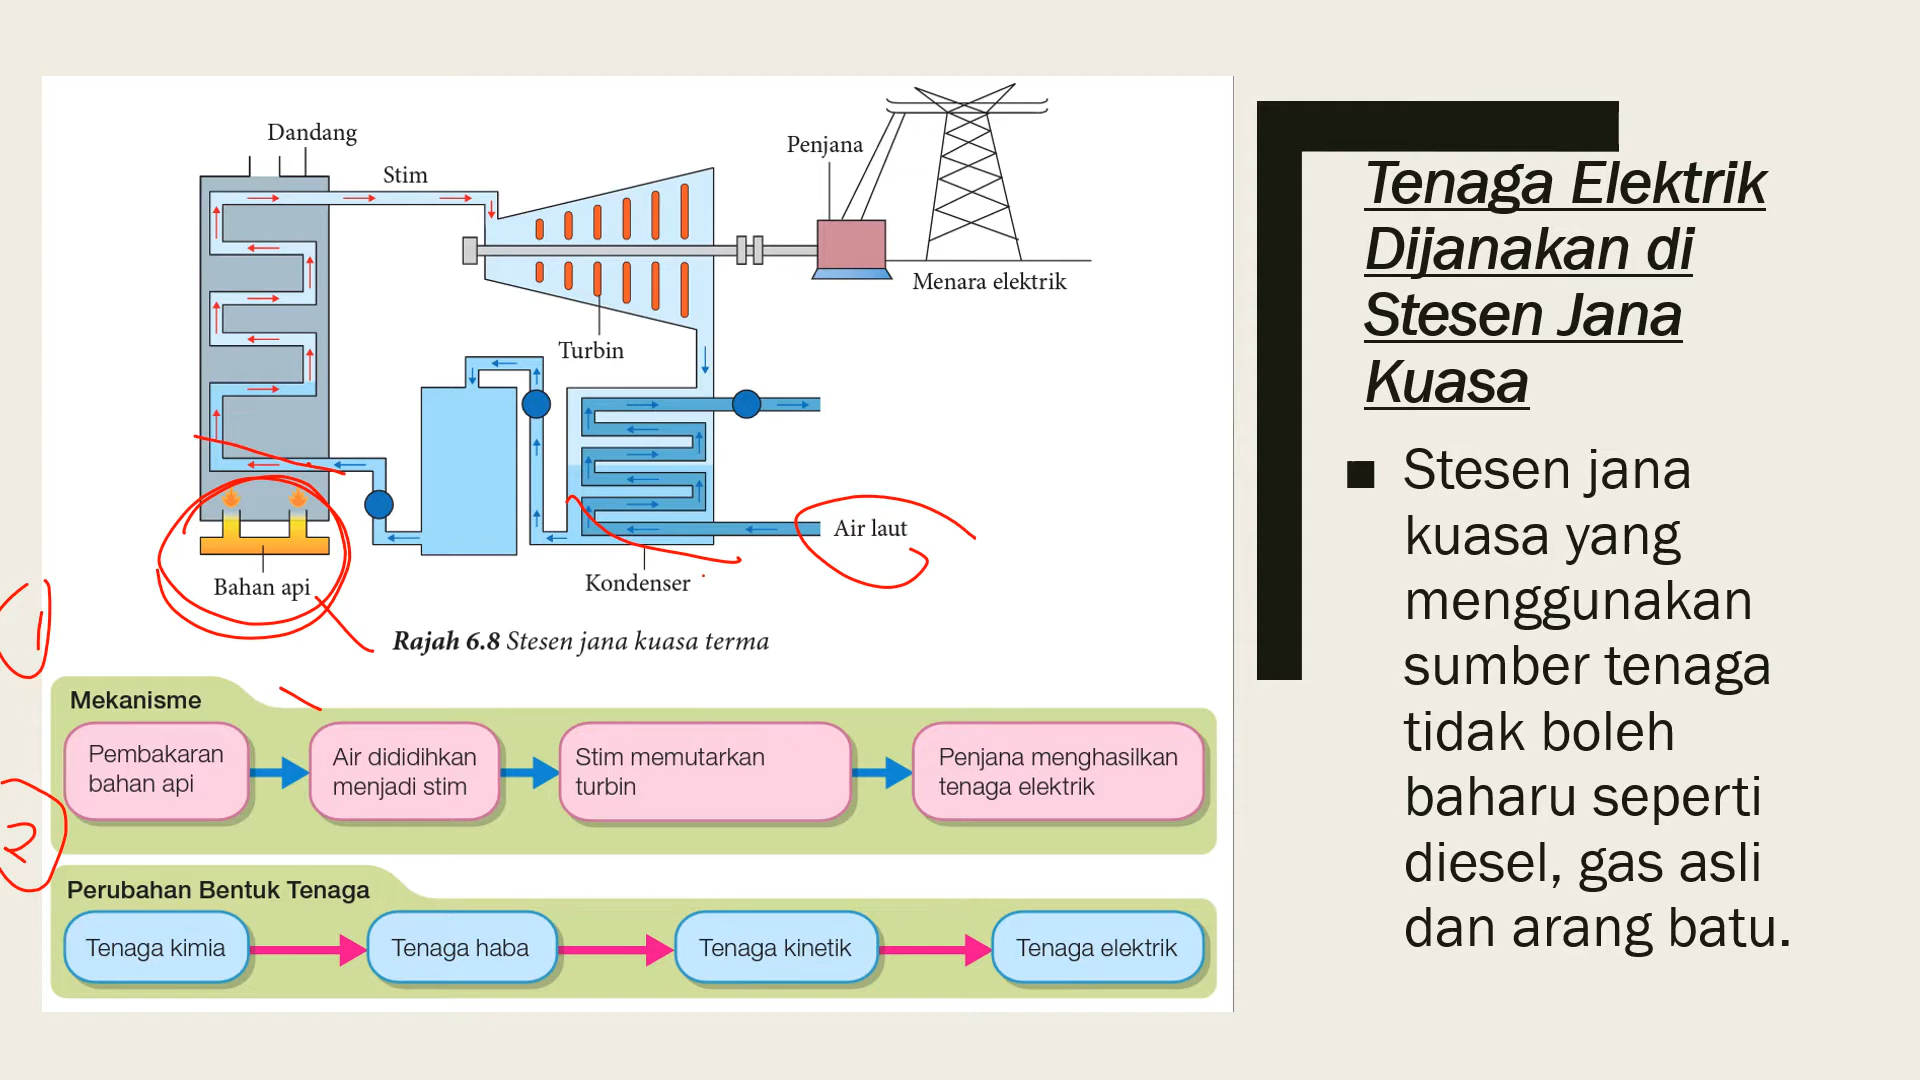 Dandang
Stim
Penjana
Menara elektrik
Turbin
Air laut
Kondenser
Bahan api
Rajah 6.8 Stesen jana kuasa terma
1
Mekanisme
Pembakaran
bahan api
Air dididihkan
menjadi stim
Stim memutarkan
turbin
Penjana menghasilkan
tenaga elektrik
2
Perubahan Bentuk Tenaga
Tenaga kimia
Tenaga haba
Tenaga kinetik
Tenaga elektrik
Tenaga Elektrik
Dijanakan di
Stesen Jana
Kuasa
■ Stesen jana
kuasa yang
menggunakan
sumber tenaga
tidak boleh
baharu seperti
diesel, gas asli
dan arang batu.